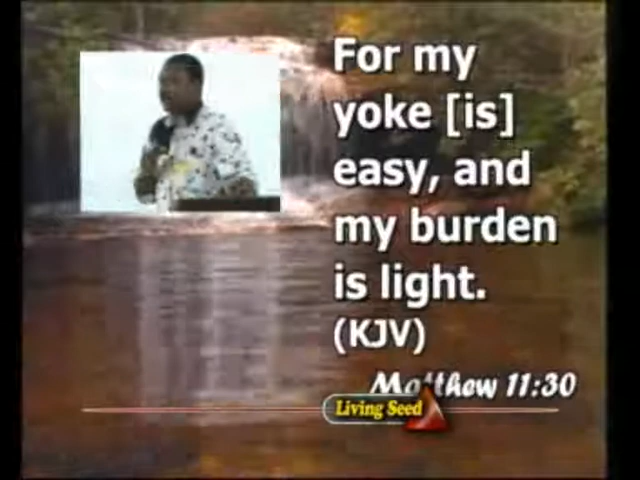 For my
yoke [is]
easy, and
my burden
is light.
(KJV)
Matthew 11:30
Living Seed